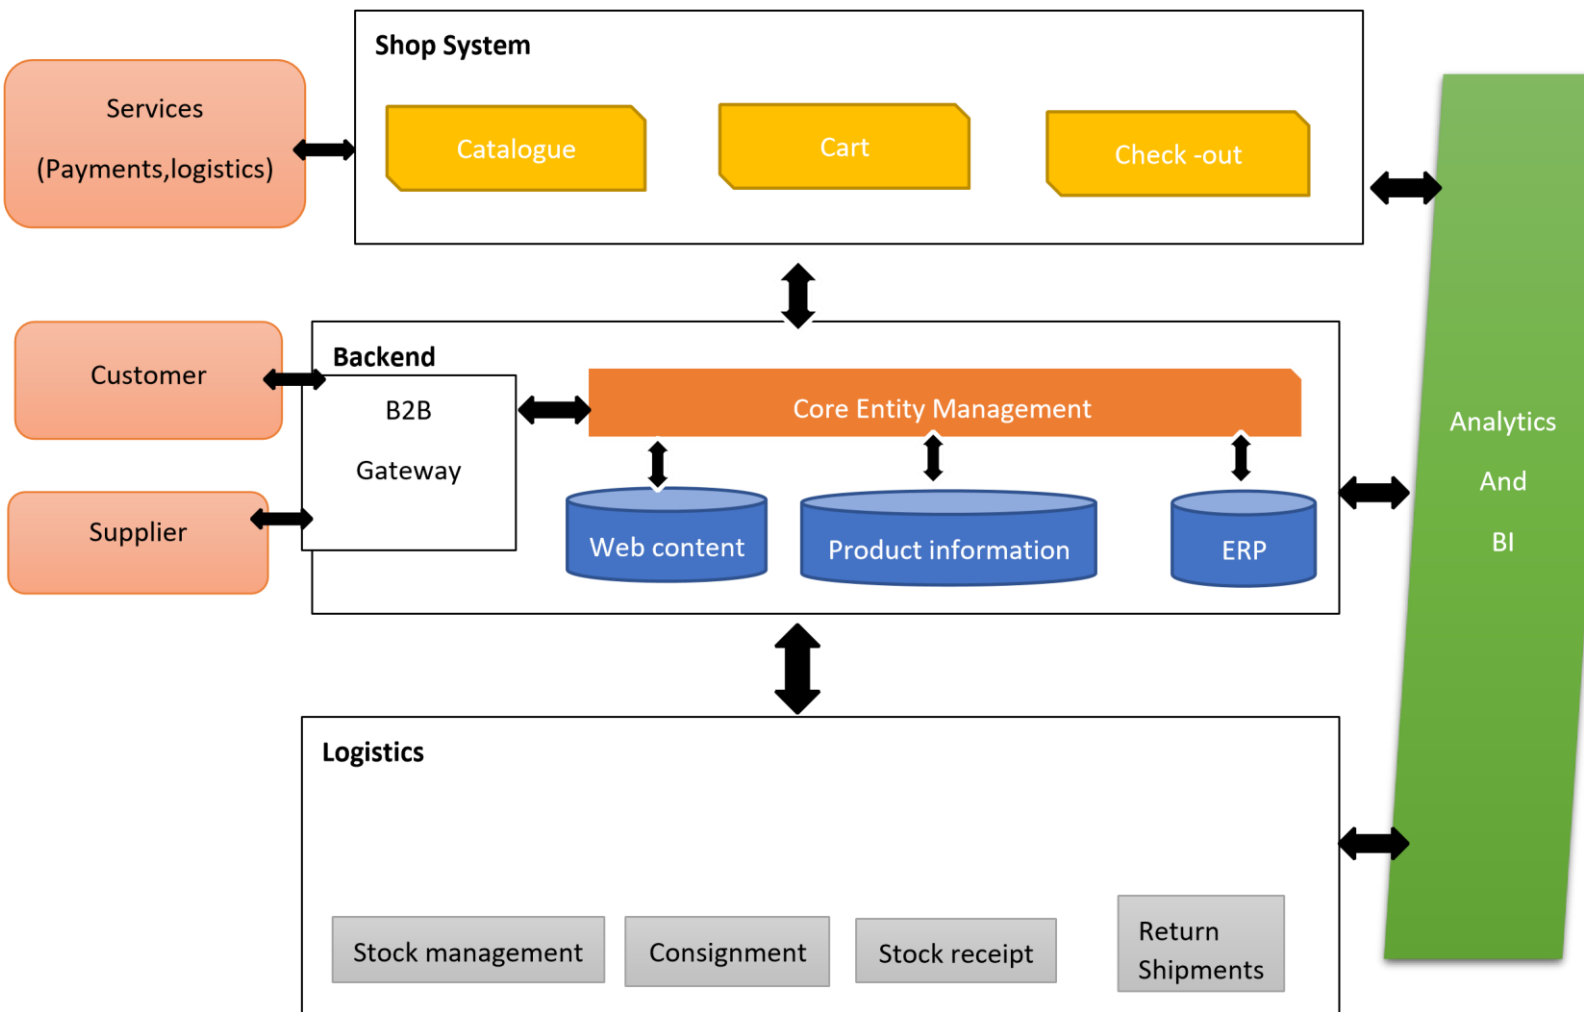 Shop System
Services
(Payments,logistics)
Catalogue
Cart
Check -out
Backend
Customer
B2B
Gateway
Core Entity Management
Supplier
Web content
Product information
ERP
Analytics
And
BI
Logistics
Stock management
Consignment
Stock receipt
Return
Shipments